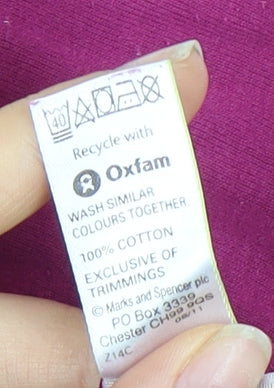 40
Recycle with
Oxfam
WASH SIMILAR
COLOURS TOGETHER
100% COTTON
EXCLUSIVE OF
TRIMMINGS
© Marks and Spencer plc
PO Box 3339
Chester CH99 9QS
08/11
Z14C